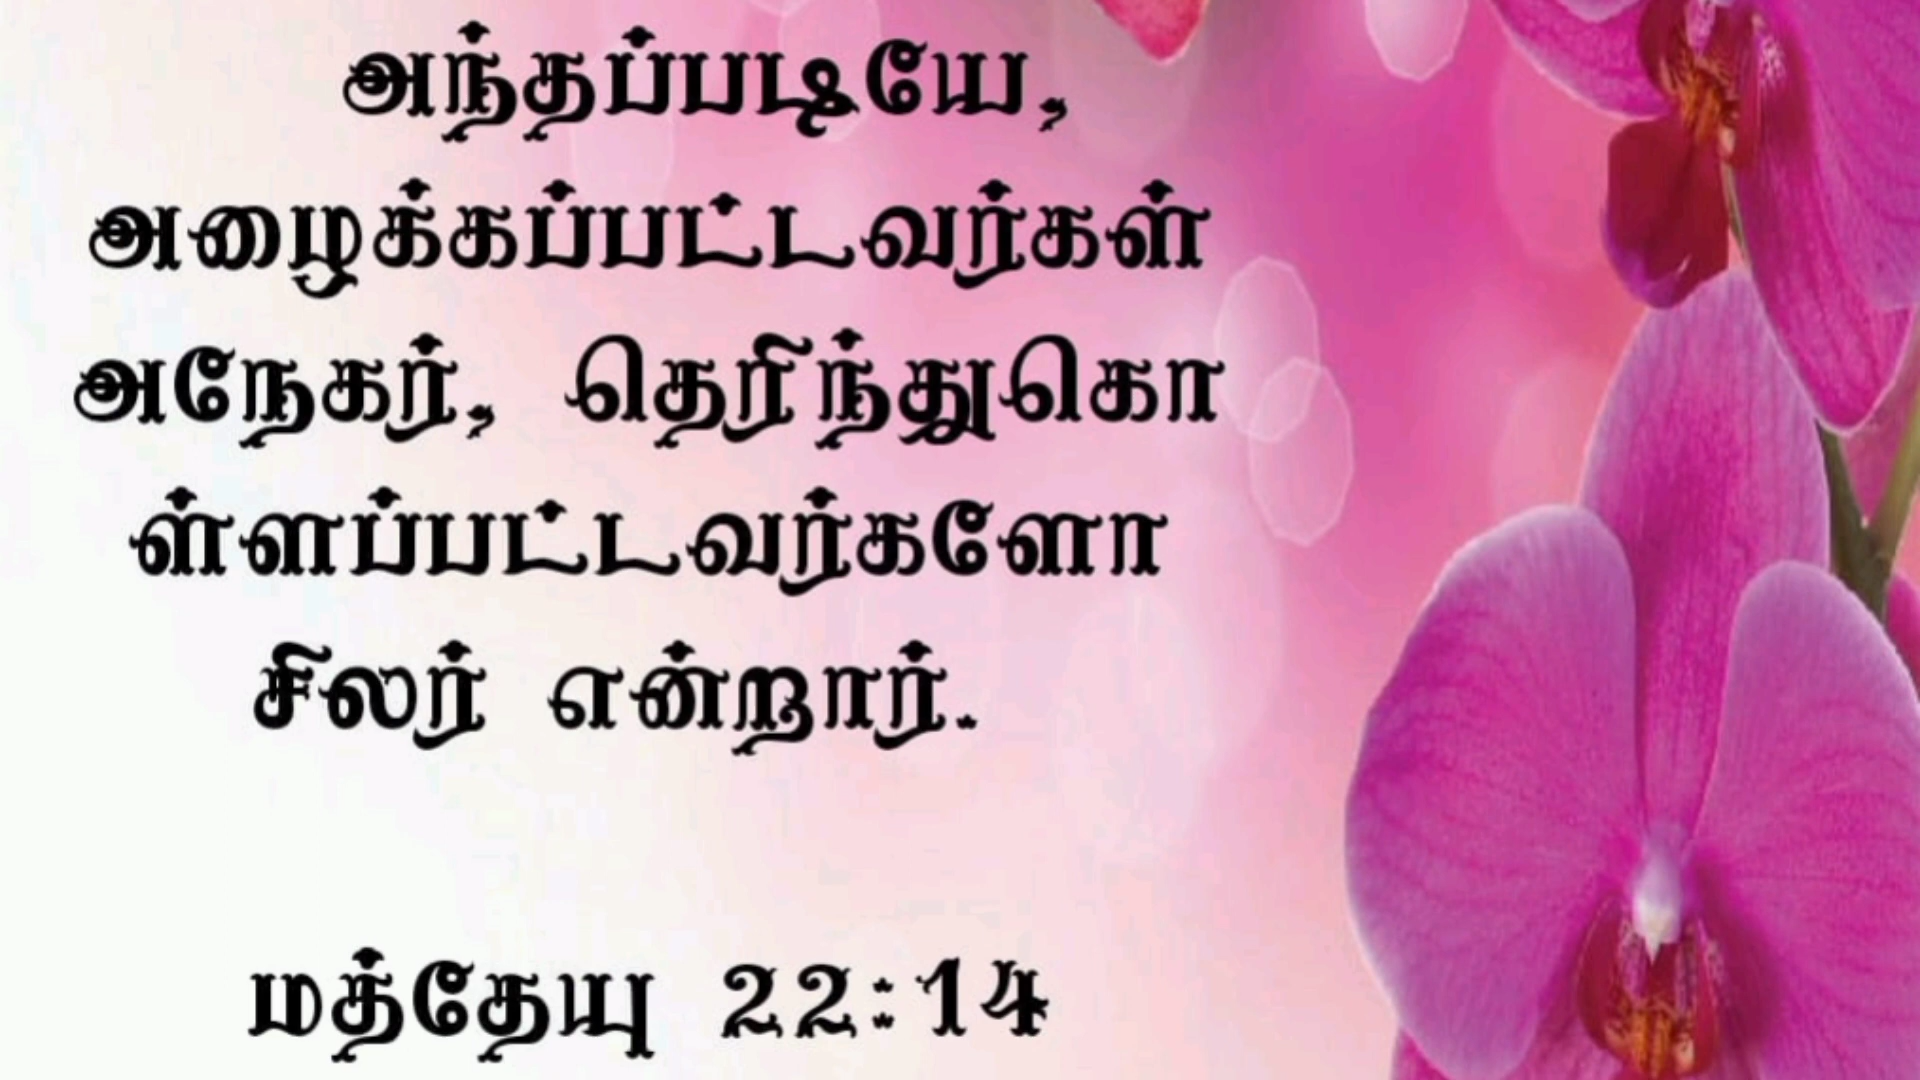 அந்தப்படியே,
அழைக்கப்பட்டவர்கள்
அநேகர், தெரிந்துகொ
ள்ளப்பட்டவர்களோ
சிலர் என்றார்.
மத்தேயு 22:14